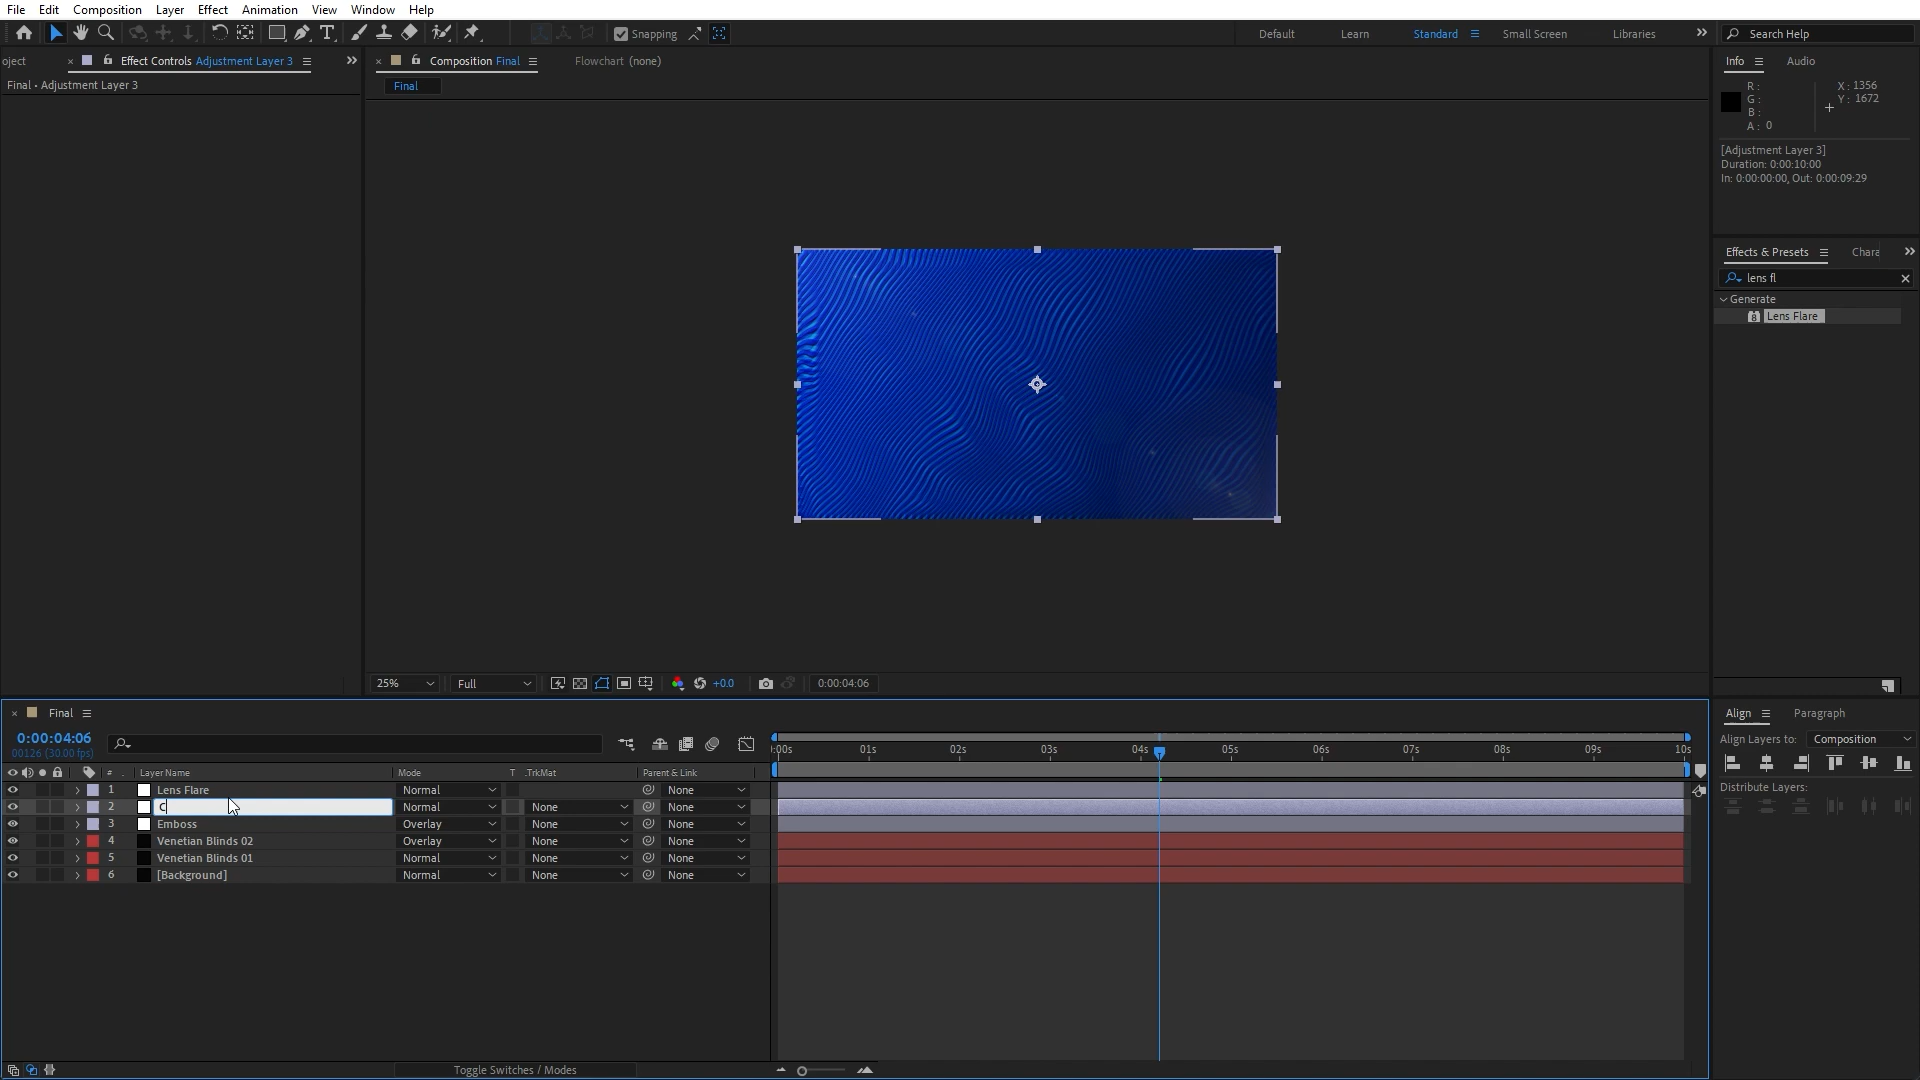 File Edit Composition Layer Effect Animation View Window Help
Snapping Default Learn Standard Small Screen Libraries Search Help
oject Effect Controls Adjustment Layer 3 Composition Final Flowchart (none) Info Audio
Final • Adjustment Layer 3 Final
R: X: 1356
G: Y: 1672
B:
A: 0
[Adjustment Layer 3]
Duration: 0:00:10:00
In: 0:00:00:00, Out: 0:00:09:29
Effects & Presets Chara
lens fl
Generate
8 Lens Flare
25% Full +0.0 0:00:04:06
Final Align Paragraph
0:00:04:06
00126 (30.00 fps)
Align Layers to: Composition
):00s 01s 02s 03s 04s 05s 06s 07s 08s 09s 10s
# . Layer Name Mode T .TrkMat Parent & Link
1 Lens Flare Normal None
Distribute Layers:
2 C Normal None None
3 Emboss Overlay None None
4 Venetian Blinds 02 Overlay None None
5 Venetian Blinds 01 Normal None None
6 [Background] Normal None None
Toggle Switches / Modes